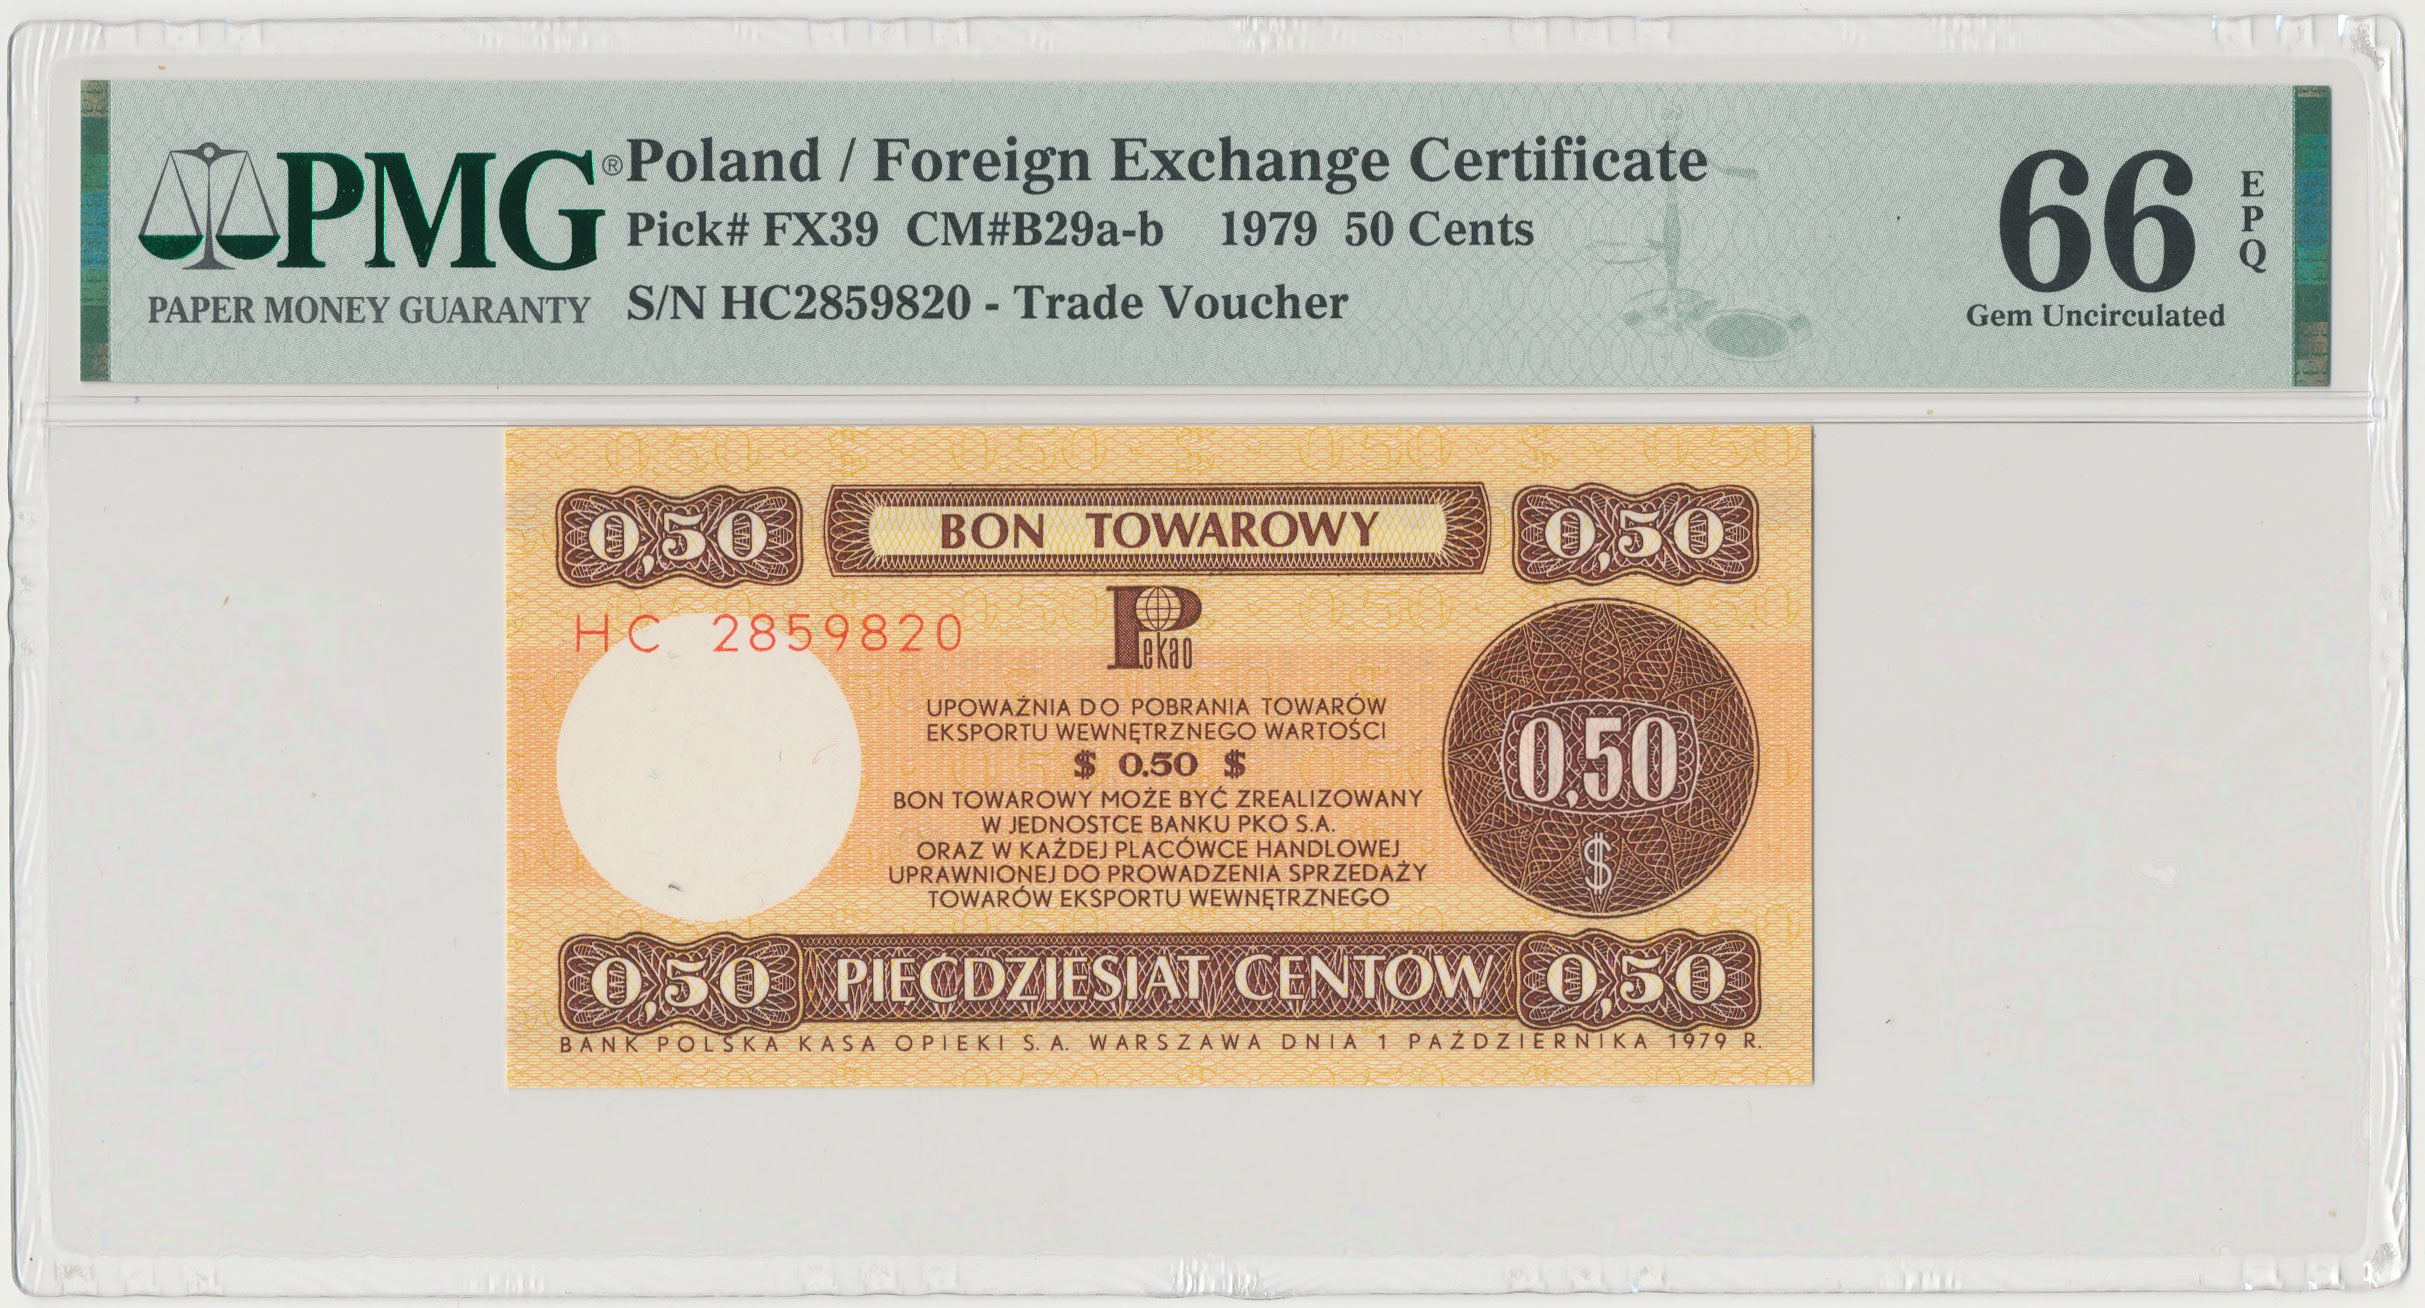 PMG®
PAPER MONEY GUARANTY
Poland / Foreign Exchange Certificate
Pick# FX39 CM#B29a-b 1979 50 Cents
S/N HC2859820 - Trade Voucher
66
EPQ
Gem Uncirculated
0,50 BON TOWAROWY 0,50
HC 2859820
Pekao
UPOWAŻNIA DO POBRANIA TOWARÓW
EKSPORTU WEWNĘTRZNEGO WARTOŚCI
$ 0.50 $
BON TOWAROWY MOŻE BYĆ ZREALIZOWANY
W JEDNOSTCE BANKU PKO S.A.
ORAZ W KAŻDEJ PLACÓWCE HANDLOWEJ
UPRAWNIONEJ DO PROWADZENIA SPRZEDAŻY
TOWARÓW EKSPORTU WEWNĘTRZNEGO
0,50
$
0,50 PIĘĆDZIESIĄT CENTÓW 0,50
BANK POLSKA KASA OPIEKI S.A. WARSZAWA DNIA 1 PAŹDZIERNIKA 1979 R.